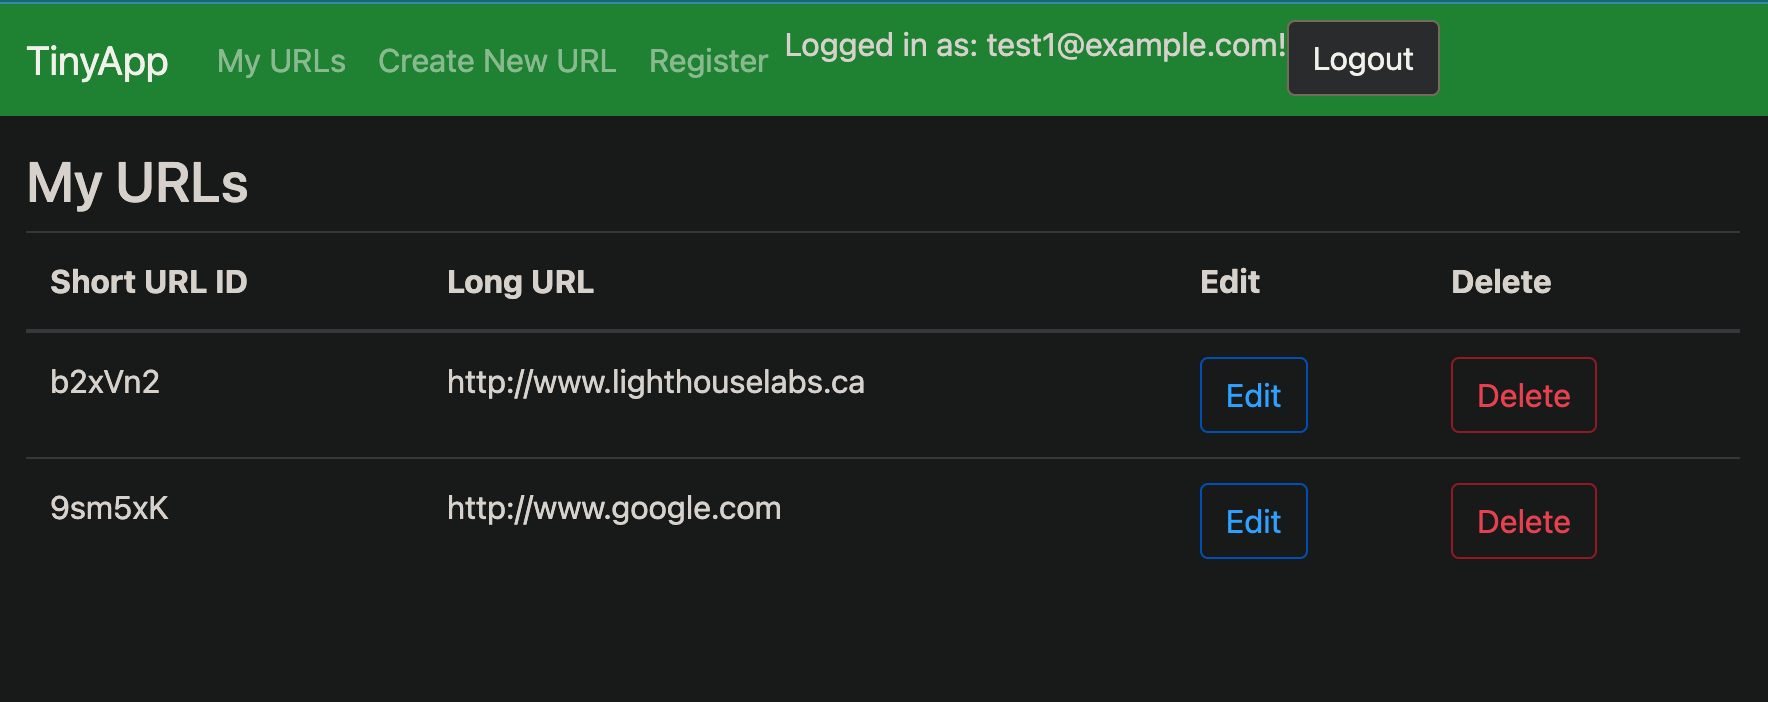 TinyApp My URLs Create New URL Register Logged in as: test1@example.com! Logout
My URLs
Short URL ID Long URL Edit Delete
b2xVn2 http://www.lighthouselabs.ca Edit Delete
9sm5xK http://www.google.com Edit Delete